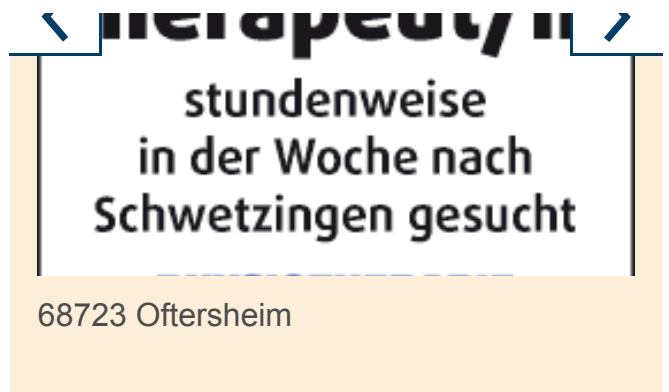 stundenweise
in der Woche nach
Schwetzingen gesucht
68723 Oftersheim